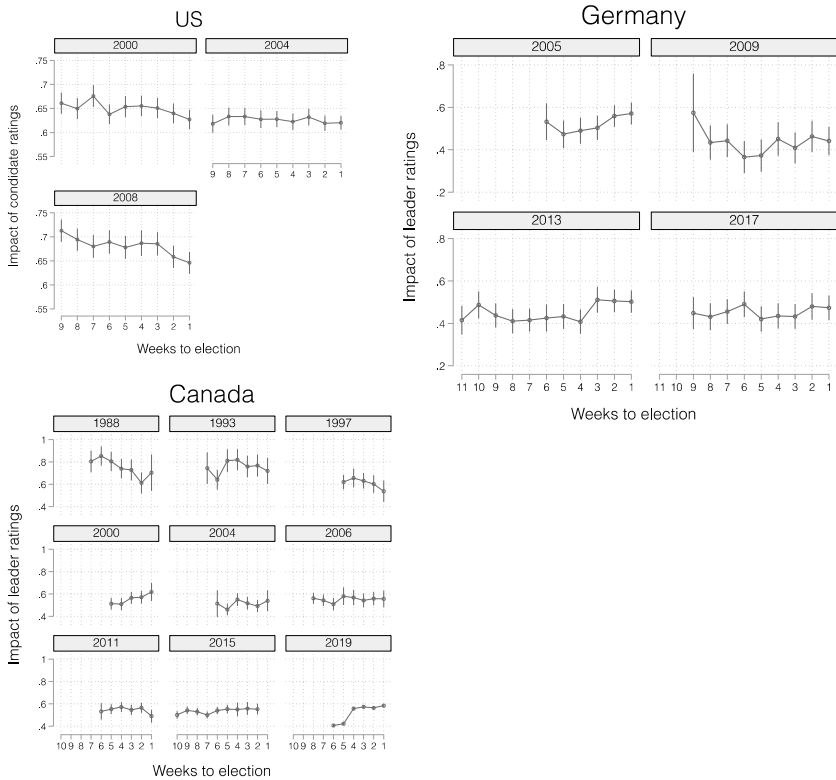 US
2000 2004
.75
.7
.65
.6
.55
9 8 7 6 5 4 3 2 1
2008
.75
.7
.65
.6
.55
9 8 7 6 5 4 3 2 1
Impact of candidate ratings
Weeks to election
Germany
2005 2009
.8
.6
.4
.2
2013 2017
.8
.6
.4
.2
11 10 9 8 7 6 5 4 3 2 1 11 10 9 8 7 6 5 4 3 2 1
Impact of leader ratings
Weeks to election
Canada
1988 1993 1997
1
.8
.6
.4
2000 2004 2006
1
.8
.6
.4
2011 2015 2019
1
.8
.6
.4
10 9 8 7 6 5 4 3 2 1 10 9 8 7 6 5 4 3 2 1 10 9 8 7 6 5 4 3 2 1
Impact of leader ratings
Weeks to election